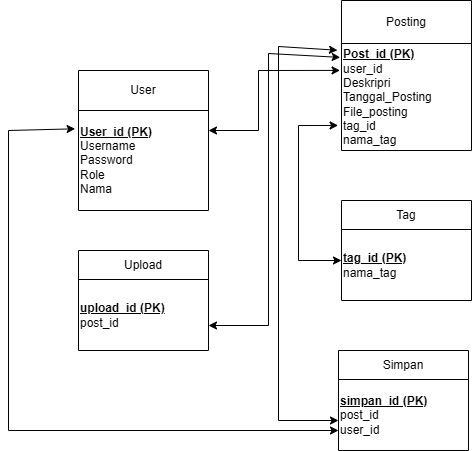 Posting
Post_id (PK)
user_id
Deskripri
Tanggal_Posting
File_posting
tag_id
nama_tag
User
User_id (PK)
Username
Password
Role
Nama
Tag
tag_id (PK)
nama_tag
Upload
upload_id (PK)
post_id
Simpan
simpan_id (PK)
post_id
user_id